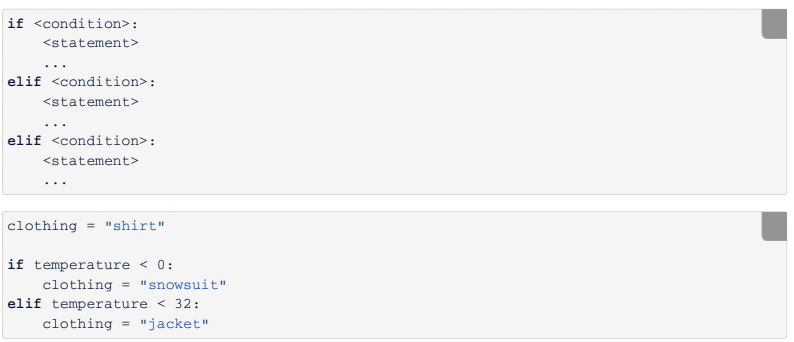 if <condition>:
    <statement>
    ...
elif <condition>:
    <statement>
    ...
elif <condition>:
    <statement>
    ...
clothing = "shirt"
if temperature < 0:
    clothing = "snowsuit"
elif temperature < 32:
    clothing = "jacket"